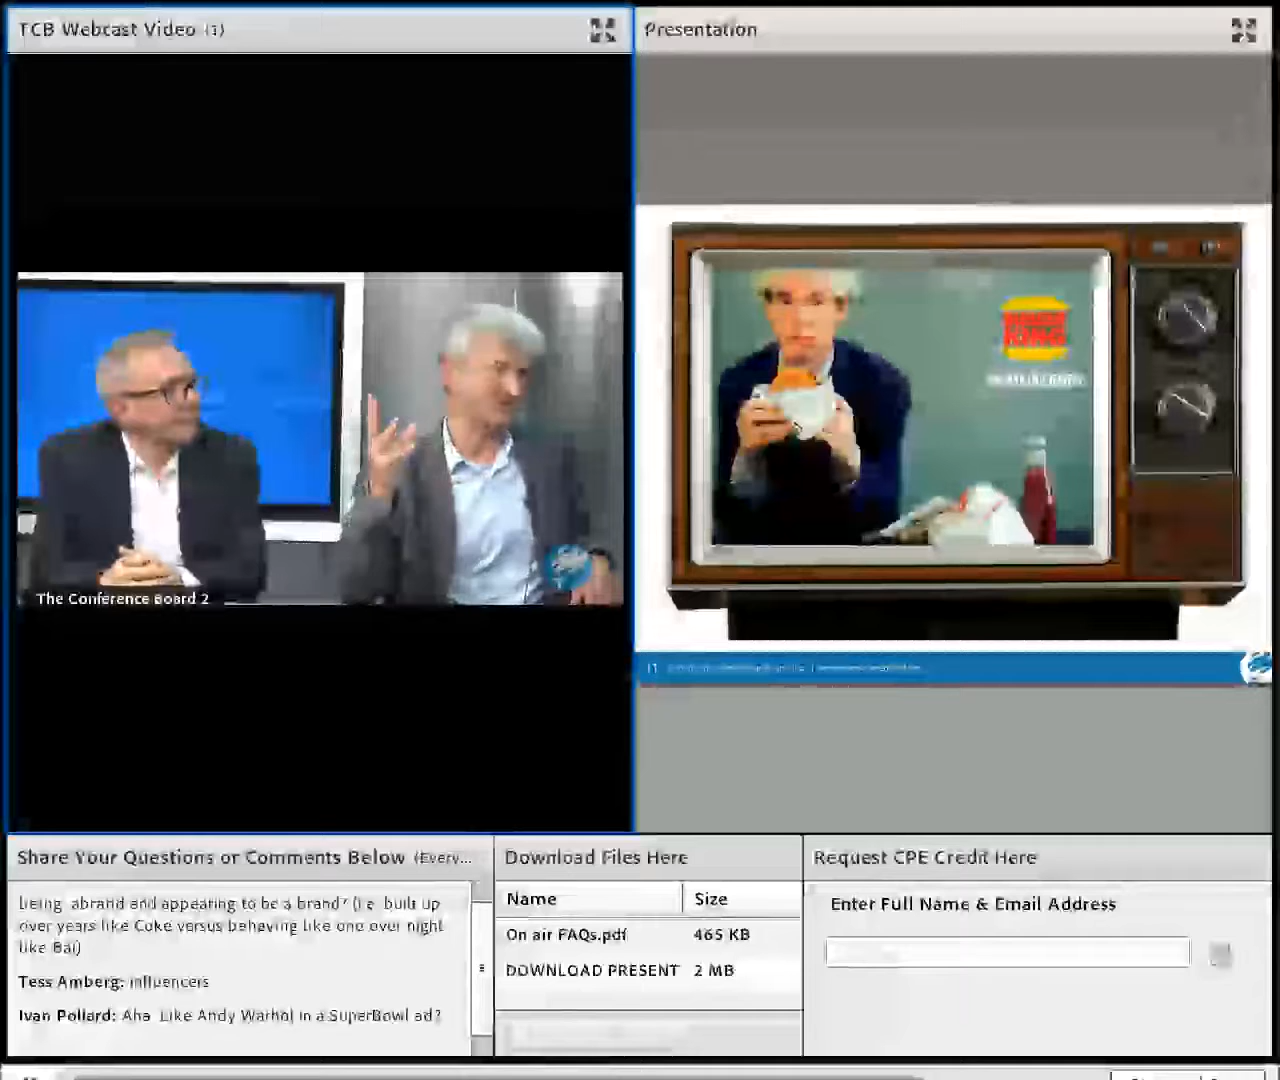 TCB Webcast Video (1)
Presentation
BURGER
KING
The Conference Board 2
11
Share Your Questions or Comments Below (Every...
being abrand and appearing to be a brand? (i.e. built up
over years like Coke versus behaving like one over night
like Bai)
Tess Amberg: influencers
Ivan Pollard: Aha. Like Andy Warhol in a SuperBowl ad?
Download Files Here
Name Size
On air FAQs.pdf 465 KB
DOWNLOAD PRESENT 2 MB
Request CPE Credit Here
Enter Full Name & Email Address